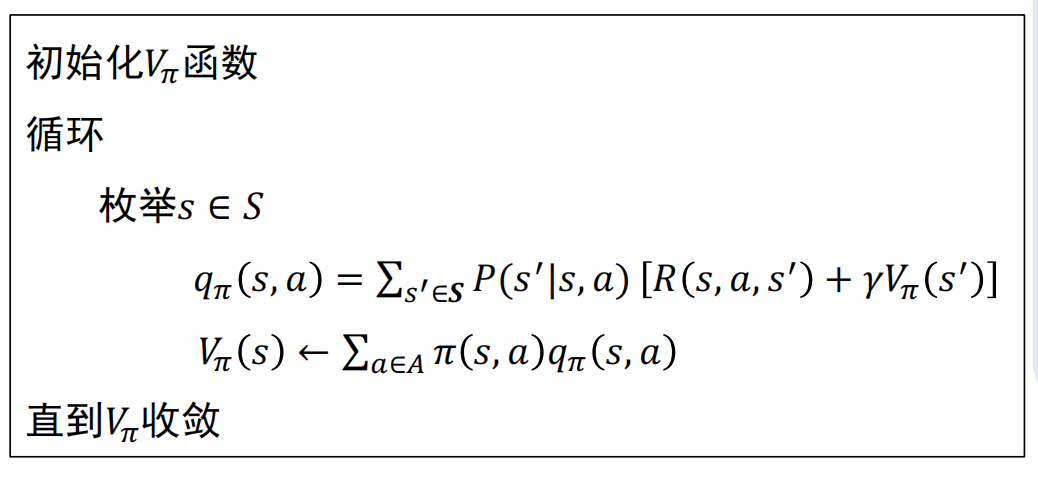 初始化𝑉π函数
循环
枚举s ∈ S
qπ(s, a) = ∑s′∈S P(s′|s, a) [R(s, a, s′) + γVπ(s′)]
Vπ(s) ← ∑a∈A π(s, a)qπ(s, a)
直到Vπ收敛